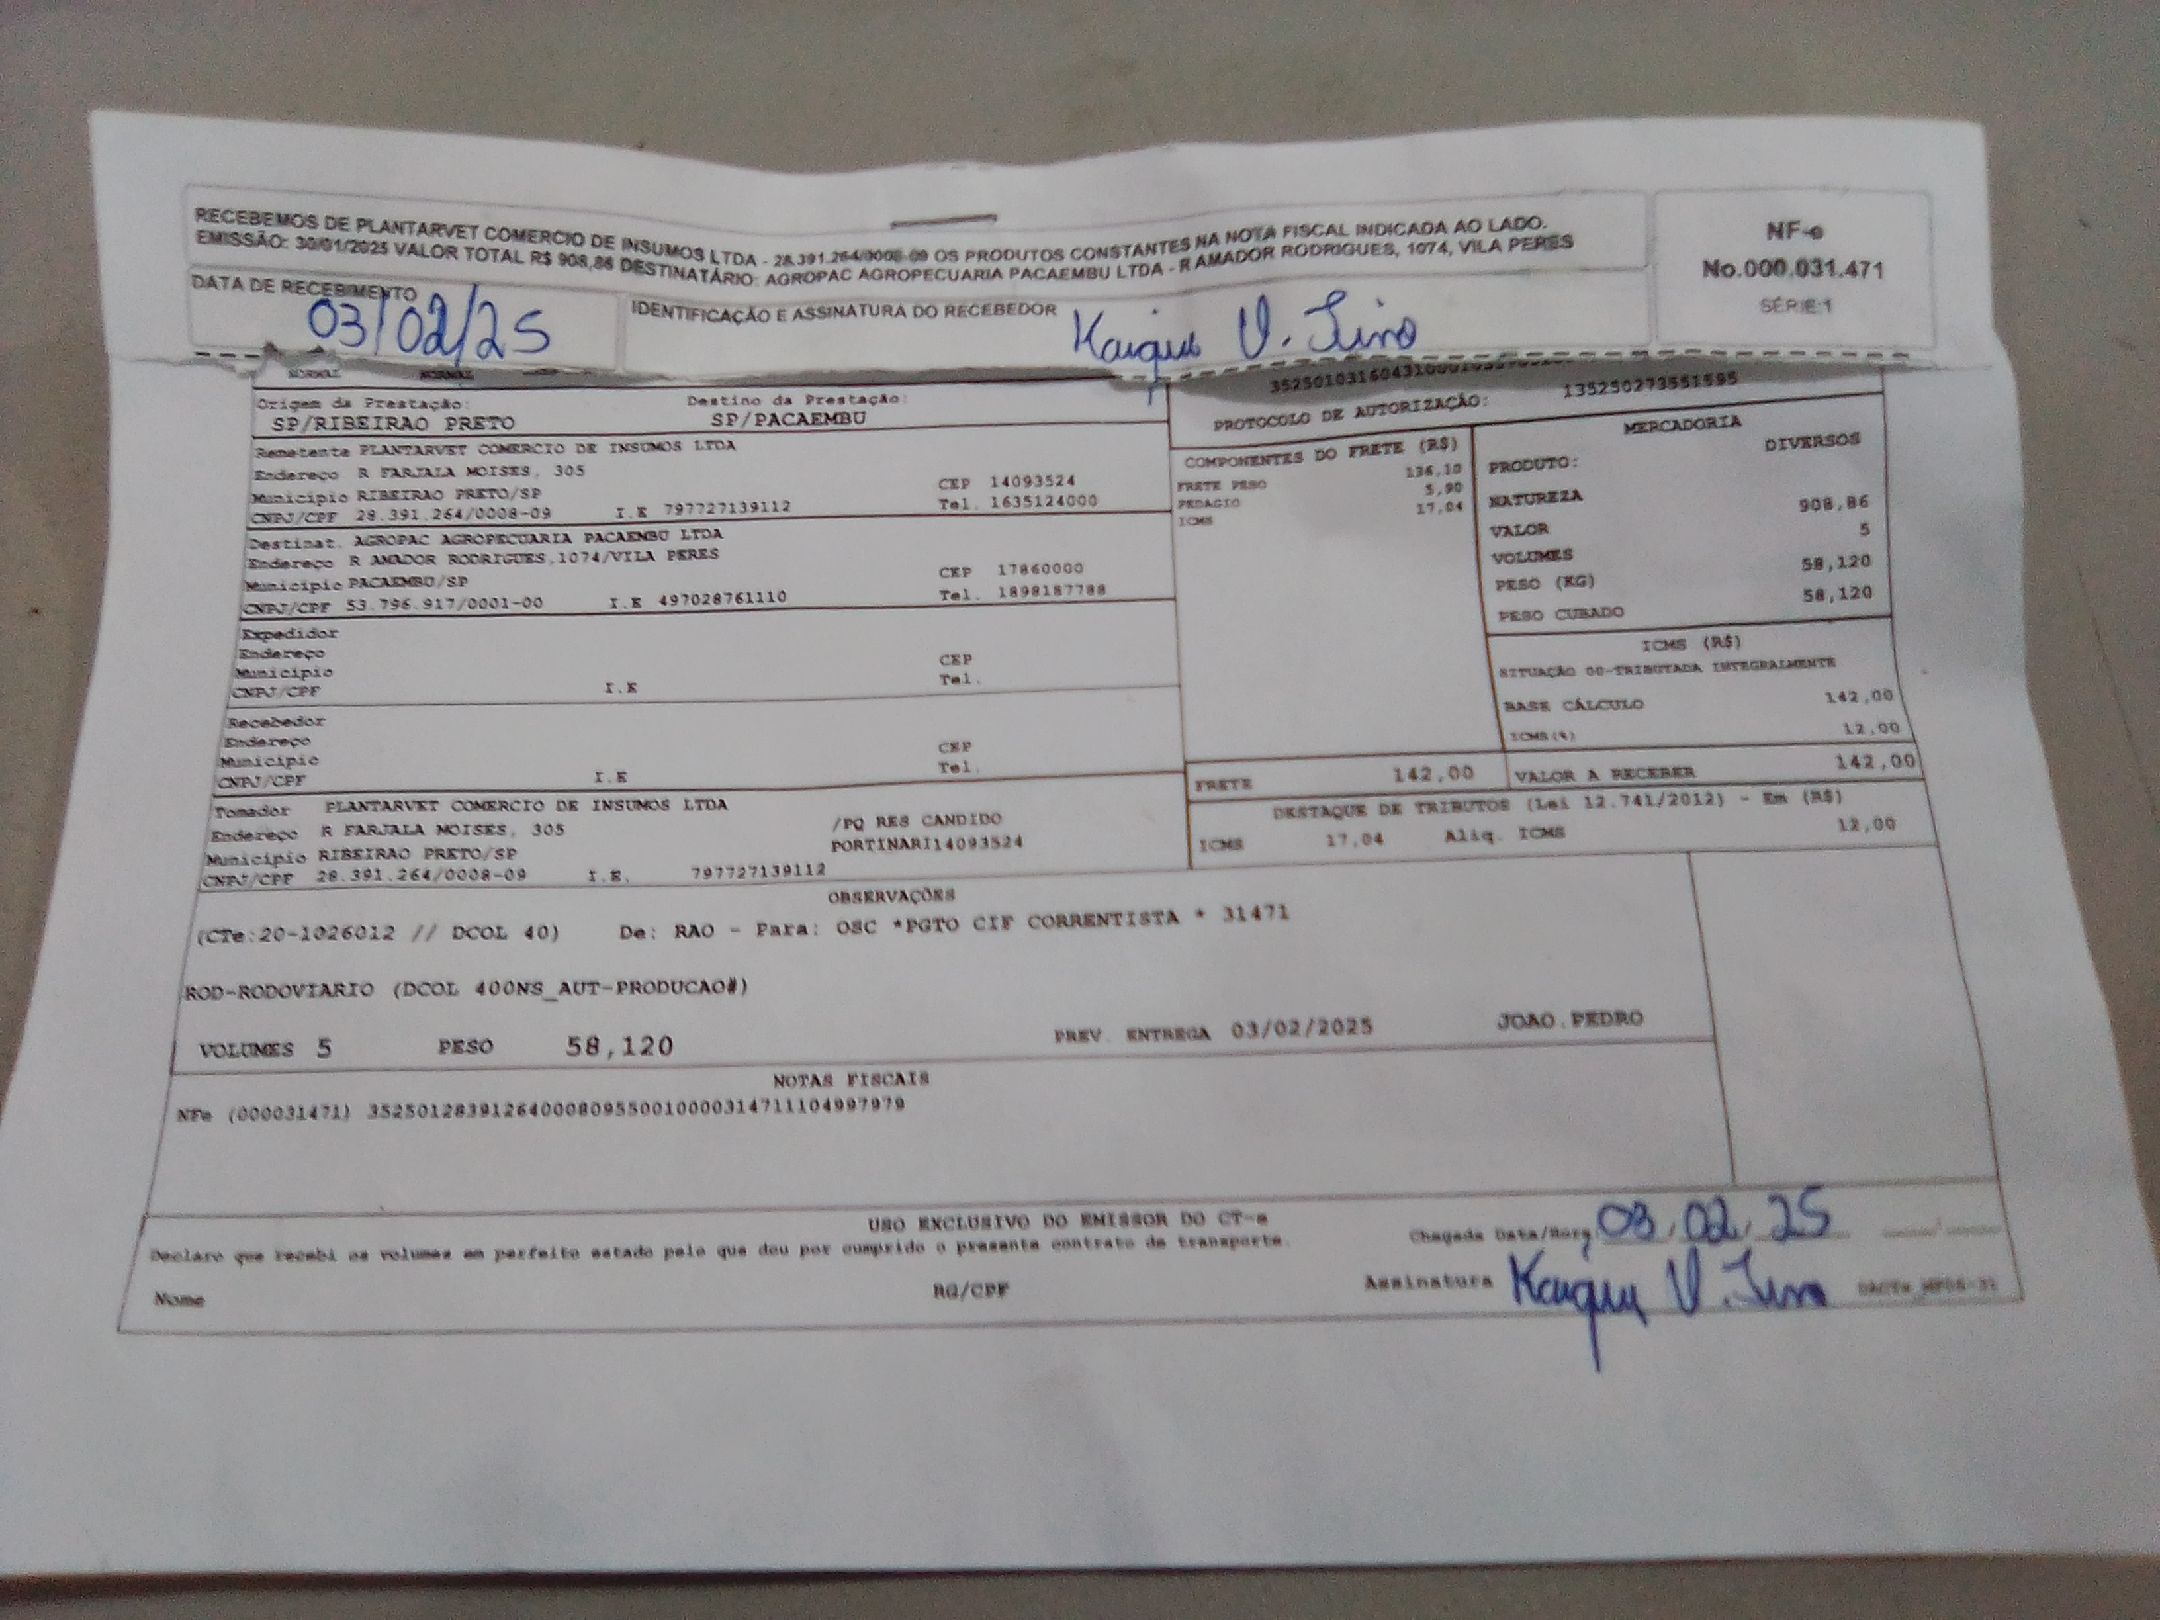 RECEBEMOS DE PLANTARVET COMERCIO DE INSUMOS LTDA - 28.391.264/0008-09 OS PRODUTOS CONSTANTES NA NOTA FISCAL INDICADA AO LADO.
EMISSÃO: 30/01/2025 VALOR TOTAL R$ 908,86 DESTINATÁRIO: AGROPAC AGROPECUARIA PACAEMBU LTDA - R AMADOR RODRIGUES, 1074, VILA PERES
NF-e
No.000.031.471
SÉRIE:1
DATA DE RECEBIMENTO
03/02/25
IDENTIFICAÇÃO E ASSINATURA DO RECEBEDOR
NORMAL NORMAL
Origem da Prestação: Destino da Prestação:
SP/RIBEIRAO PRETO SP/PACAEMBU
PROTOCOLO DE AUTORIZAÇÃO: 135250273551595
Remetente PLANTARVET COMERCIO DE INSUMOS LTDA
Endereço R FARJALA MOISES, 305
Município RIBEIRAO PRETO/SP CEP 14093524
CNPJ/CPF 28.391.264/0008-09 I.E 797727139112 Tel. 1635124000
Destinat. AGROPAC AGROPECUARIA PACAEMBU LTDA
Endereço R AMADOR RODRIGUES,1074/VILA PERES
Município PACAEMBU/SP CEP 17860000
CNPJ/CPF 53.796.917/0001-00 I.E 497028761110 Tel. 1898187788
Expedidor
Endereço
Município CEP
CNPJ/CPF I.E Tel.
Recebedor
Endereço
Município CEP
CNPJ/CPF I.E Tel.
Tomador PLANTARVET COMERCIO DE INSUMOS LTDA
Endereço R FARJALA MOISES, 305 /PQ RES CANDIDO
Município RIBEIRAO PRETO/SP PORTINARI14093524
CNPJ/CPF 28.391.264/0008-09 I.E. 797727139112
COMPONENTES DO FRETE (R$)
FRETE PESO 136,10
PEDAGIO 5,90
ICMS 17,04
MERCADORIA
PRODUTO: DIVERSOS
NATUREZA
VALOR 908,86
VOLUMES 5
PESO (KG) 58,120
PESO CUBADO 58,120
ICMS (R$)
SITUAÇÃO 00-TRIBUTADA INTEGRALMENTE
BASE CÁLCULO 142,00
ICMS(%) 12,00
FRETE 142,00 VALOR A RECEBER 142,00
DESTAQUE DE TRIBUTOS (Lei 12.741/2012) - Em (R$)
ICMS 17,04 Aliq. ICMS 12,00
OBSERVAÇÕES
(CTe:20-1026012 // DCOL 40) De: RAO - Para: OSC *PGTO CIF CORRENTISTA * 31471
ROD-RODOVIARIO (DCOL 400NS_AUT-PRODUCAO#)
VOLUMES 5 PESO 58,120 PREV. ENTREGA 03/02/2025 JOAO.PEDRO
NOTAS FISCAIS
NFe (000031471) 35250128391264000809550010000314711104997979
USO EXCLUSIVO DO EMISSOR DO CT-e
Declaro que recebi os volumes em perfeito estado pelo que dou por cumprido o presente contrato de transporte.
Chegada Data/Hora 03/02/25
Nome RG/CPF Assinatura